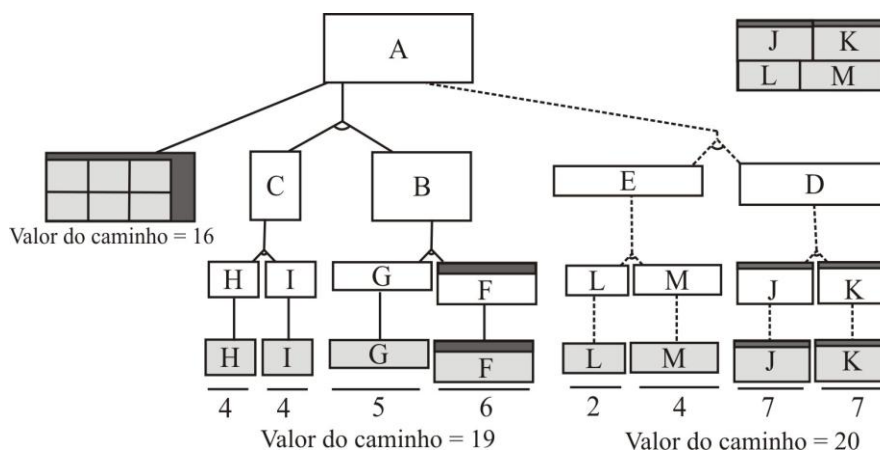 A
J K
L M
C B
E D
Valor do caminho = 16
H I G F
L M J K
H I G F
L M J K
4 4 5 6
2 4 7 7
Valor do caminho = 19
Valor do caminho = 20